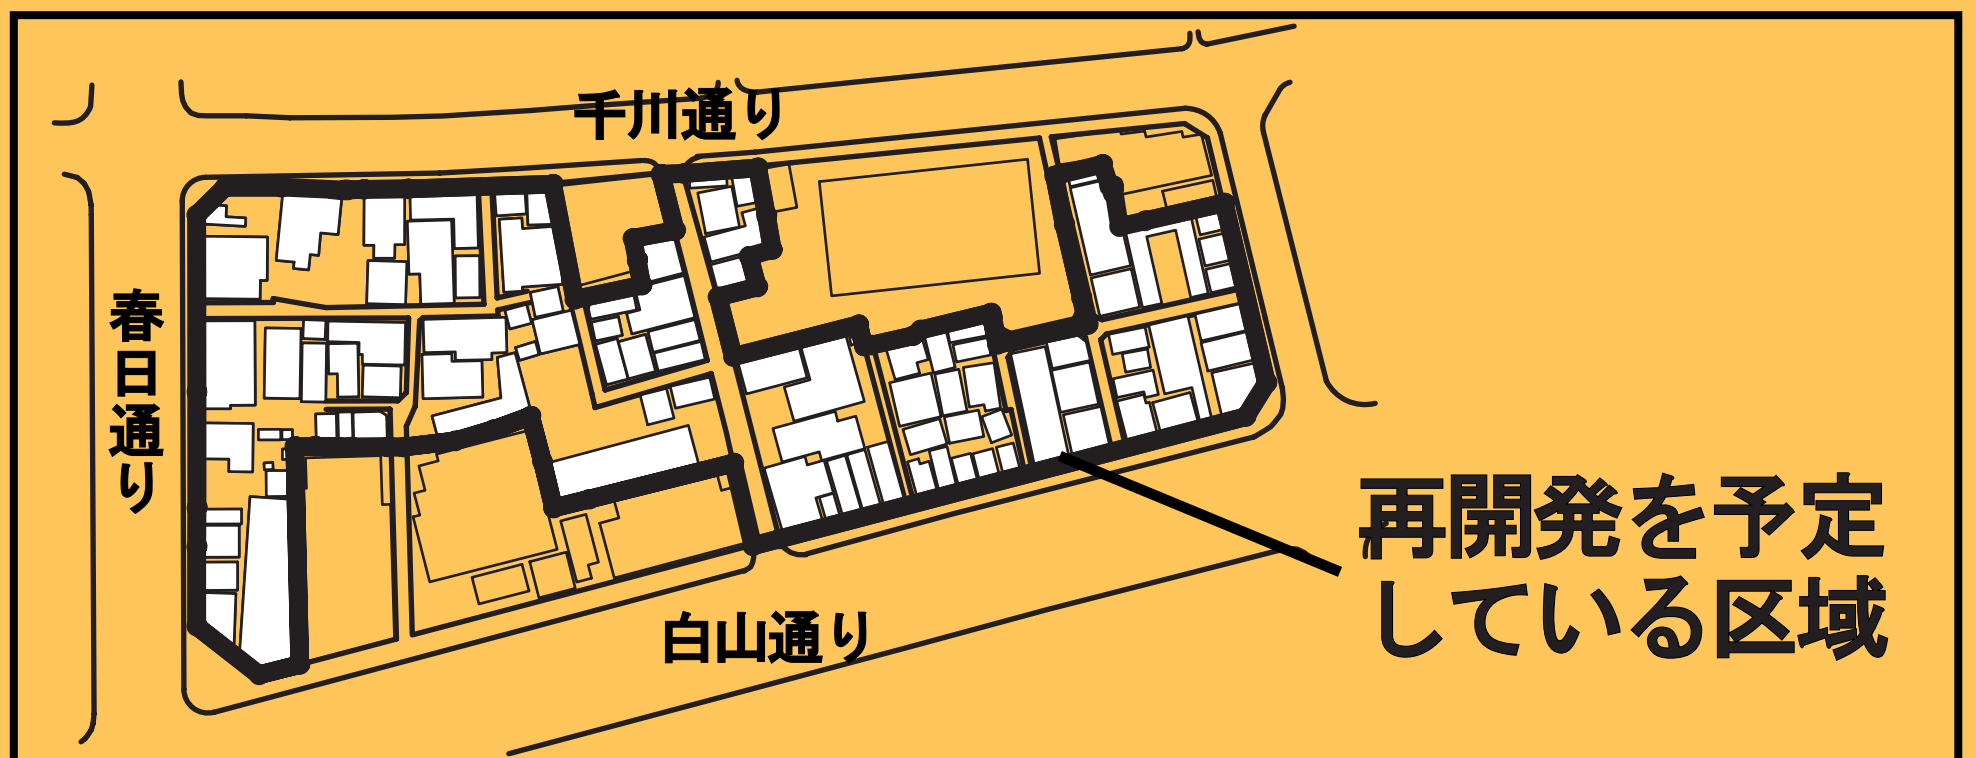 千川通り
春日通り
白山通り
再開発を予定
している区域